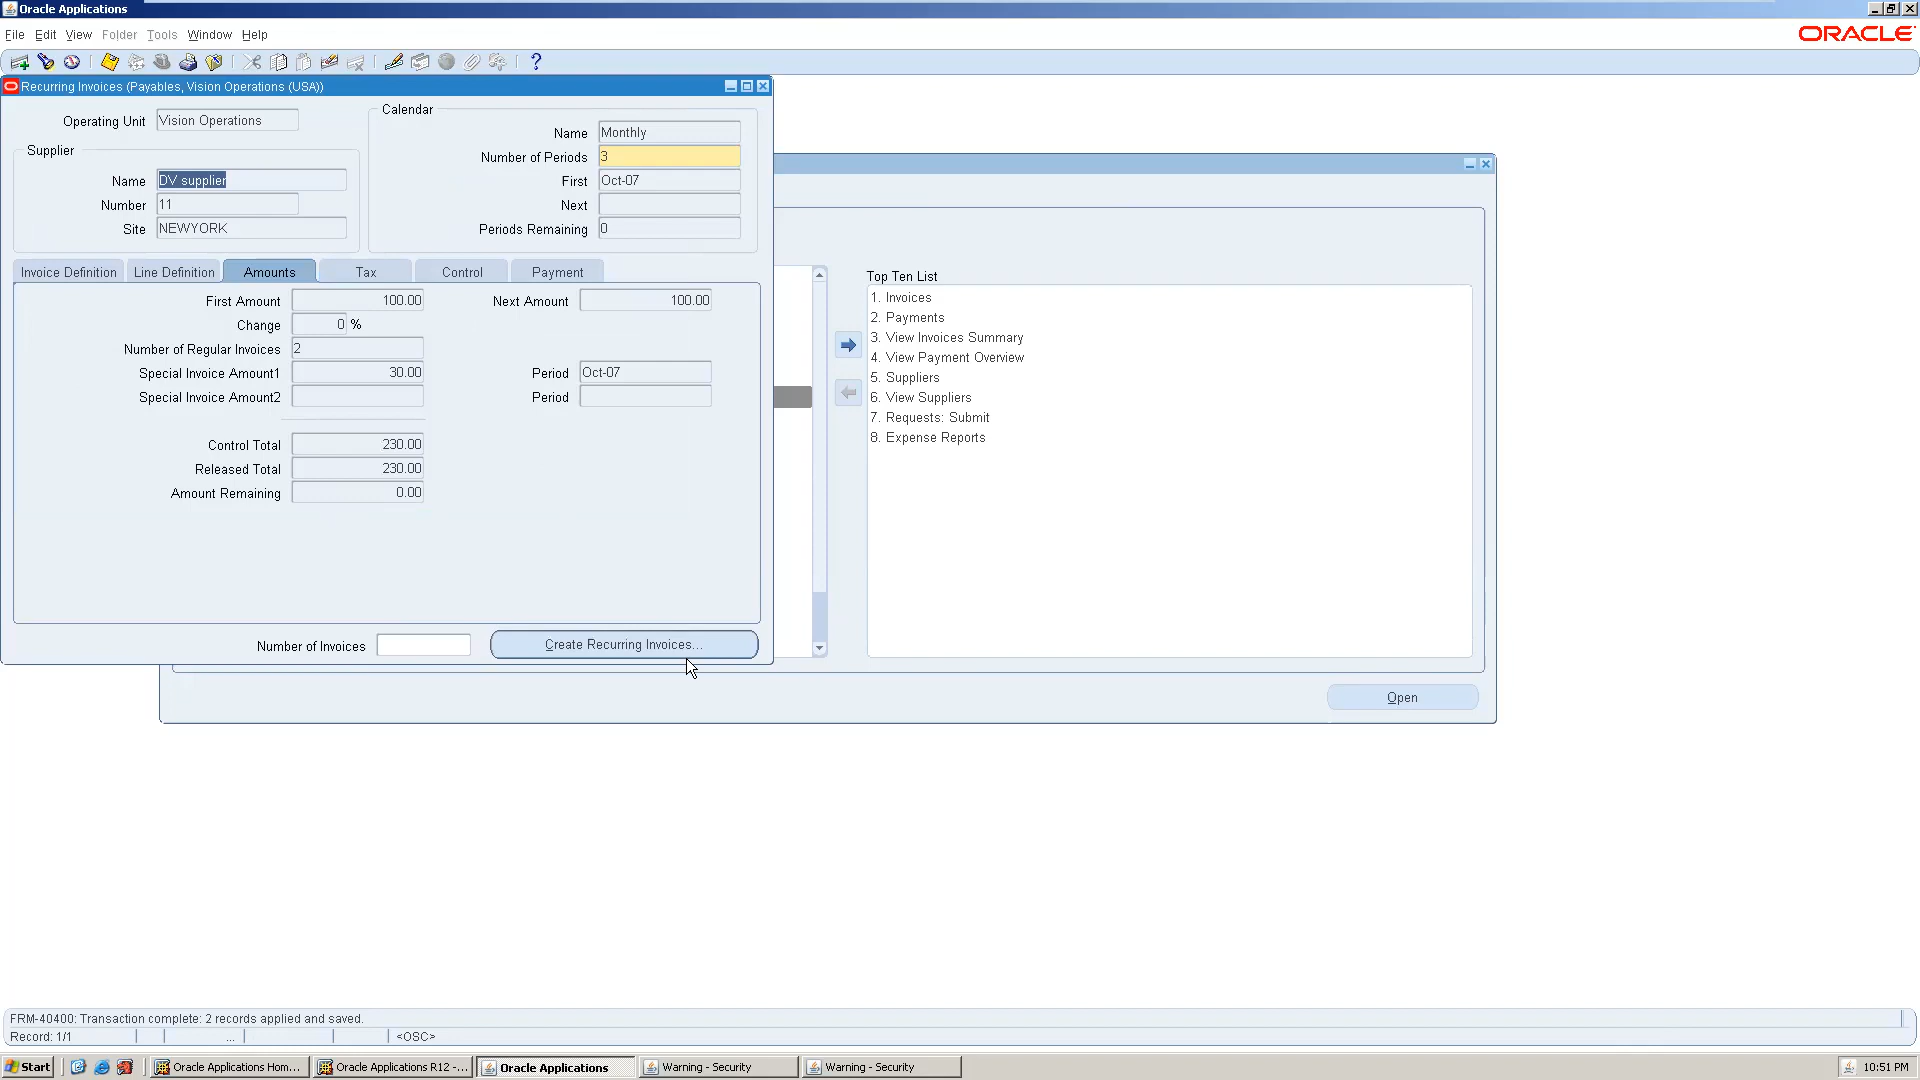 Oracle Applications
File Edit View Folder Tools Window Help
ORACLE
Recurring Invoices (Payables, Vision Operations (USA))
Operating Unit Vision Operations
Supplier
Name DV supplier
Number 11
Site NEWYORK
Calendar
Name Monthly
Number of Periods 3
First Oct-07
Next
Periods Remaining 0
Invoice Definition Line Definition Amounts Tax Control Payment
First Amount 100.00 Next Amount 100.00
Change 0 %
Number of Regular Invoices 2
Special Invoice Amount1 30.00 Period Oct-07
Special Invoice Amount2 Period
Control Total 230.00
Released Total 230.00
Amount Remaining 0.00
Number of Invoices Create Recurring Invoices...
Top Ten List
1. Invoices
2. Payments
3. View Invoices Summary
4. View Payment Overview
5. Suppliers
6. View Suppliers
7. Requests: Submit
8. Expense Reports
Open
FRM-40400: Transaction complete: 2 records applied and saved.
Record: 1/1 ... <OSC>
Start Oracle Applications Hom... Oracle Applications R12 -... Oracle Applications Warning - Security Warning - Security 10:51 PM